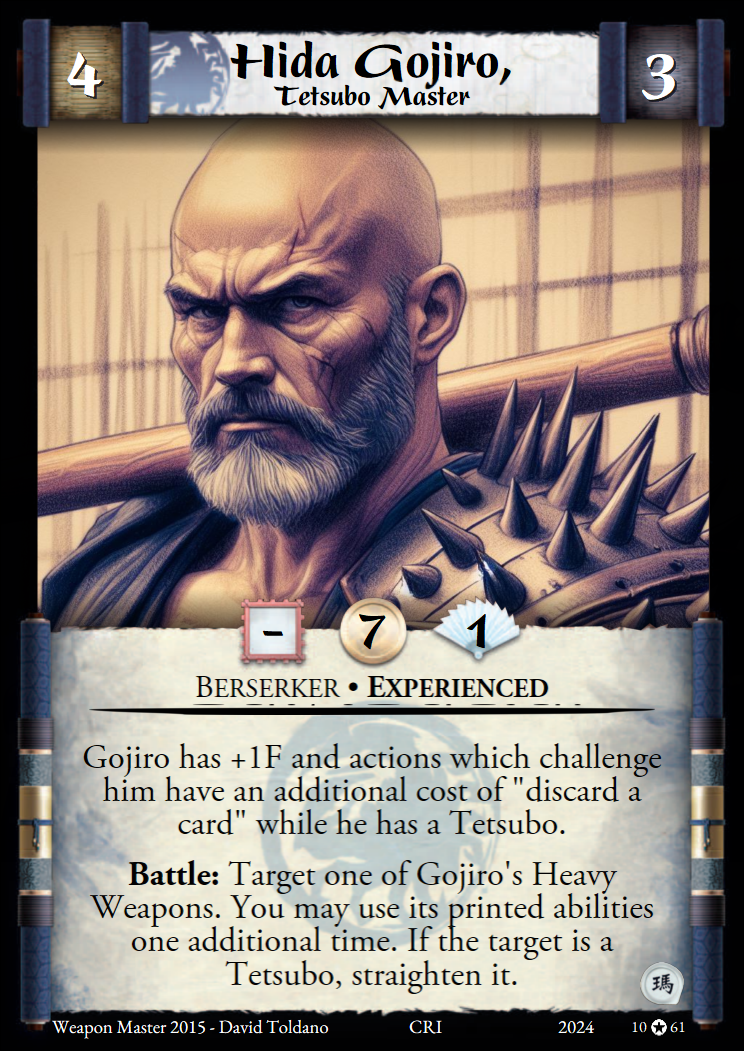 4
Hida Gojiro,
3
Tetsubo Master
- 7 1
BERSERKER • EXPERIENCED
Gojiro has +1F and actions which challenge
him have an additional cost of "discard a
card" while he has a Tetsubo.
Battle: Target one of Gojiro's Heavy
Weapons. You may use its printed abilities
one additional time. If the target is a
Tetsubo, straighten it.
瑪
Weapon Master 2015 - David Toldano CRI 2024 10 ✪ 61